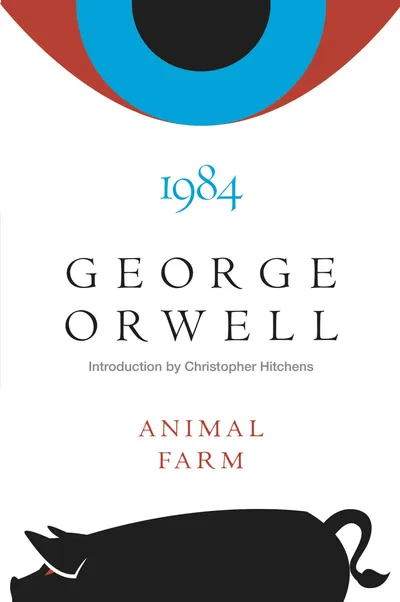 1984
GEORGE
ORWELL
Introduction by Christopher Hitchens
ANIMAL
FARM